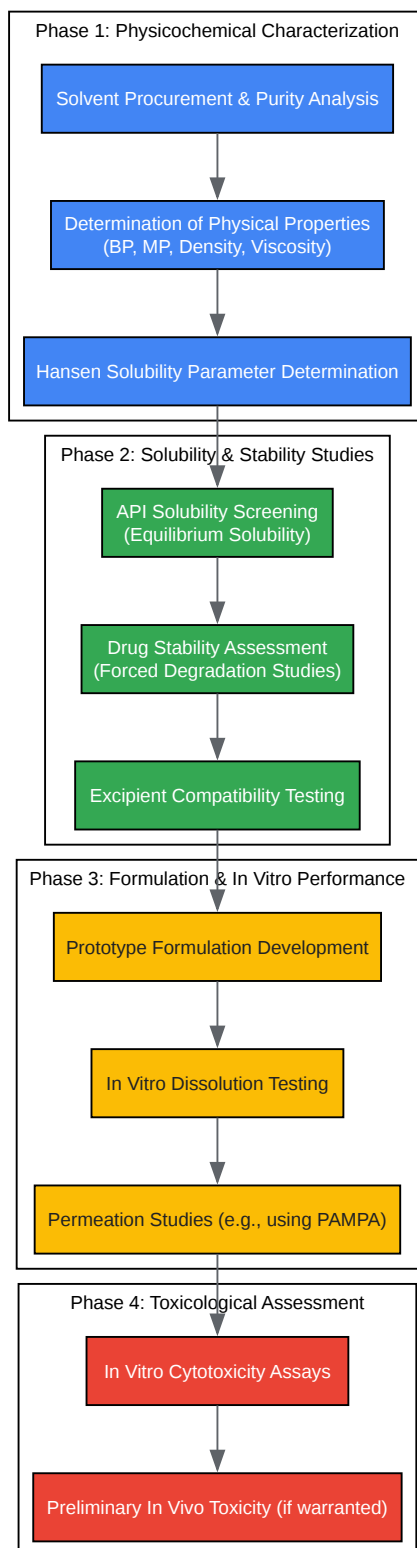 Phase 1: Physicochemical Characterization
Solvent Procurement & Purity Analysis
Determination of Physical Properties
(BP, MP, Density, Viscosity)
Hansen Solubility Parameter Determination
Phase 2: Solubility & Stability Studies
API Solubility Screening
(Equilibrium Solubility)
Drug Stability Assessment
(Forced Degradation Studies)
Excipient Compatibility Testing
Phase 3: Formulation & In Vitro Performance
Prototype Formulation Development
In Vitro Dissolution Testing
Permeation Studies (e.g., using PAMPA)
Phase 4: Toxicological Assessment
In Vitro Cytotoxicity Assays
Preliminary In Vivo Toxicity (if warranted)